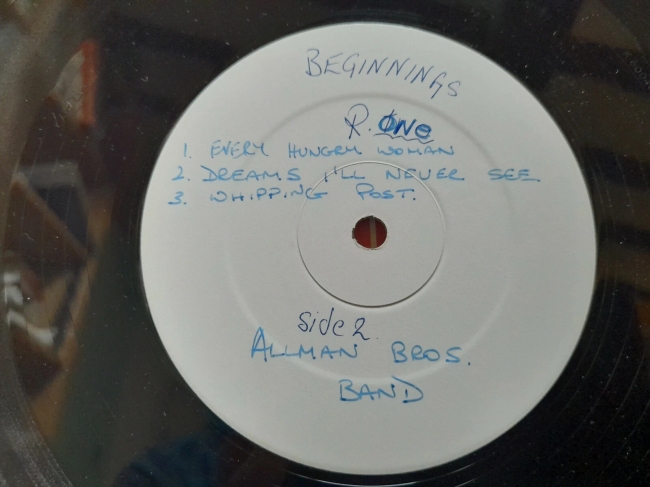 BEGINNINGS
R. ONE
1. EVERY HUNGRY WOMAN
2. DREAMS I'LL NEVER SEE.
3. WHIPPING POST.
Side 2.
ALLMAN BROS.
BAND